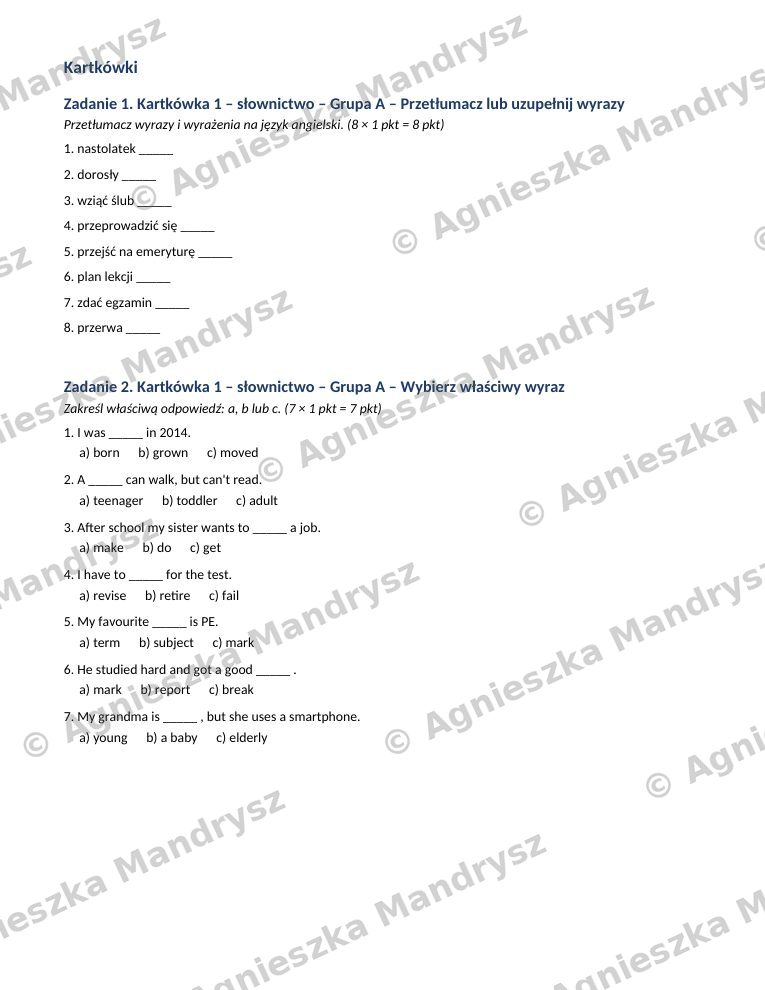 Kartkówki
Zadanie 1. Kartkówka 1 – słownictwo – Grupa A – Przetłumacz lub uzupełnij wyrazy
Przetłumacz wyrazy i wyrażenia na język angielski. (8 × 1 pkt = 8 pkt)
1. nastolatek _____
2. dorosły _____
3. wziąć ślub _____
4. przeprowadzić się _____
5. przejść na emeryturę _____
6. plan lekcji _____
7. zdać egzamin _____
8. przerwa _____
Zadanie 2. Kartkówka 1 – słownictwo – Grupa A – Wybierz właściwy wyraz
Zakreśl właściwą odpowiedź: a, b lub c. (7 × 1 pkt = 7 pkt)
1. I was _____ in 2014.
a) born b) grown c) moved
2. A _____ can walk, but can't read.
a) teenager b) toddler c) adult
3. After school my sister wants to _____ a job.
a) make b) do c) get
4. I have to _____ for the test.
a) revise b) retire c) fail
5. My favourite _____ is PE.
a) term b) subject c) mark
6. He studied hard and got a good _____ .
a) mark b) report c) break
7. My grandma is _____ , but she uses a smartphone.
a) young b) a baby c) elderly
© Agnieszka Mandrysz